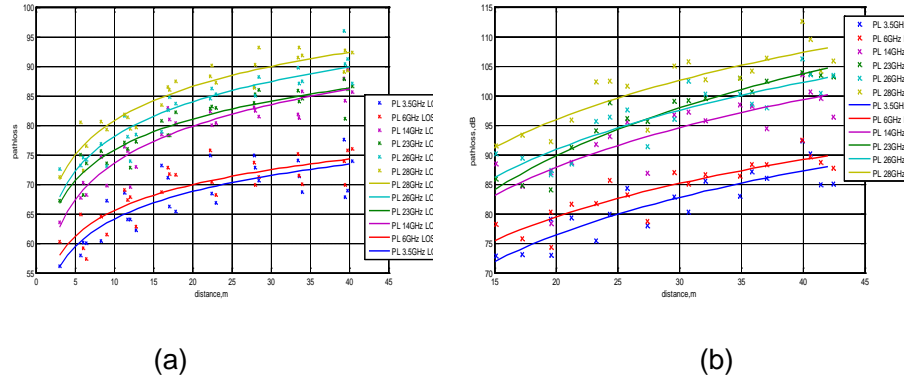 100
95
90
85
80
75
70
65
60
55
pathloss
0
5
10
15
20
25
30
35
40
45
distance,m
PL 3.5GHz LO
PL 6GHz LOS
PL 14GHz LO
PL 23GHz LO
PL 26GHz LO
PL 28GHz LO
PL 28GHz LO
PL 26GHz LO
PL 23GHz LO
PL 14GHz LO
PL 6GHz LOS
PL 3.5GHz LO
(a)
115
110
105
100
95
90
85
80
75
70
pathloss,dB
15
20
25
30
35
40
45
distance,m
PL 3.5GH
PL 6GHz
PL 14GHz
PL 23GHz
PL 26GHz
PL 28GHz
PL 3.5GH
PL 6GHz
PL 14GHz
PL 23GHz
PL 26GHz
PL 28GHz
(b)